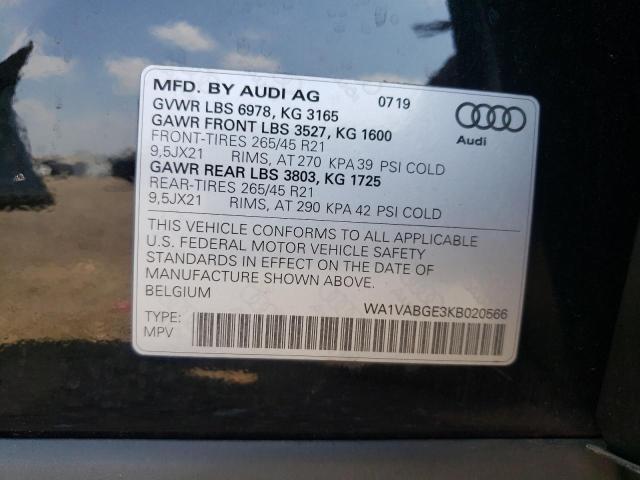 MFD. BY AUDI AG 0719
GVWR LBS 6978, KG 3165
GAWR FRONT LBS 3527, KG 1600
FRONT-TIRES 265/45 R21
9,5JX21 RIMS, AT 270 KPA 39 PSI COLD
GAWR REAR LBS 3803, KG 1725
REAR-TIRES 265/45 R21
9,5JX21 RIMS, AT 290 KPA 42 PSI COLD
Audi
THIS VEHICLE CONFORMS TO ALL APPLICABLE
U.S. FEDERAL MOTOR VEHICLE SAFETY
STANDARDS IN EFFECT ON THE DATE OF
MANUFACTURE SHOWN ABOVE.
BELGIUM
WA1VABGE3KB020566
TYPE:
MPV